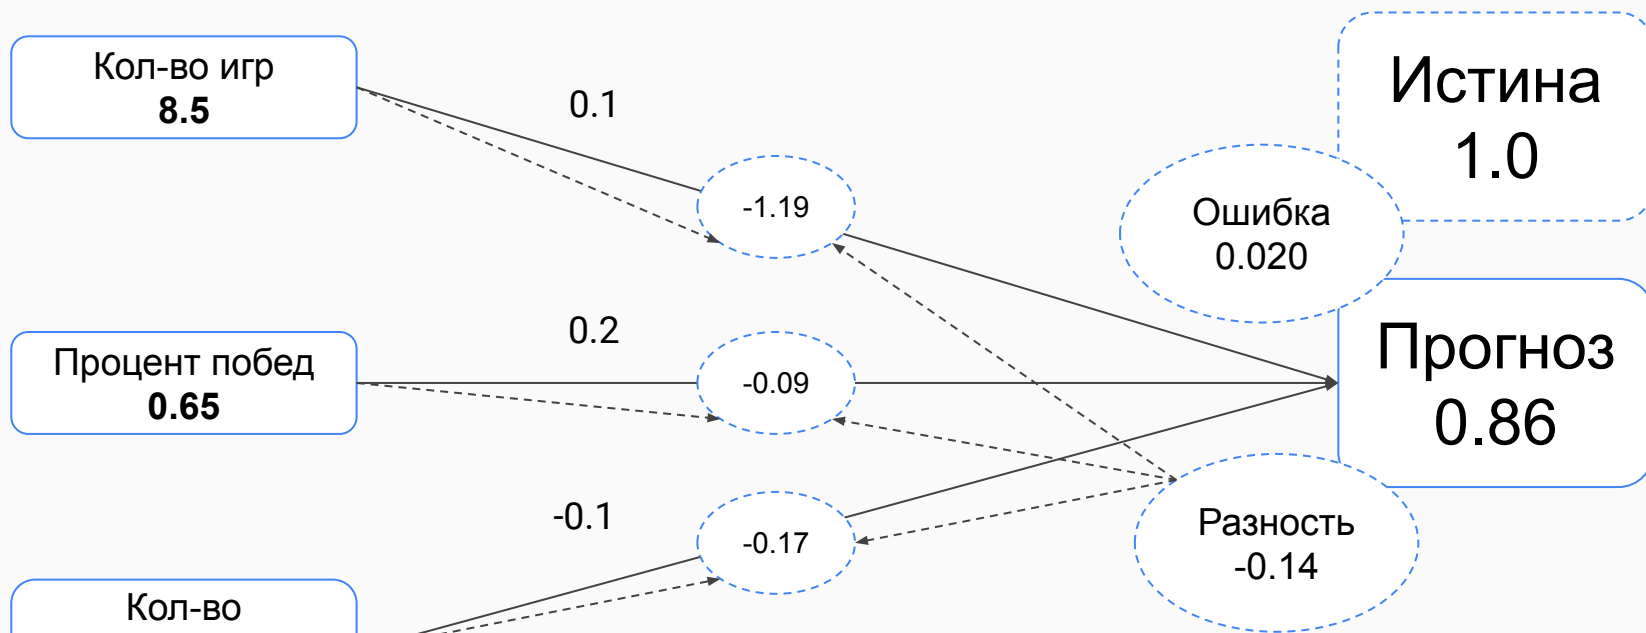 Кол-во игр
8.5
0.1
-1.19
Истина
1.0
Ошибка
0.020
Процент побед
0.65
0.2
-0.09
Прогноз
0.86
-0.1
-0.17
Разность
-0.14
Кол-во